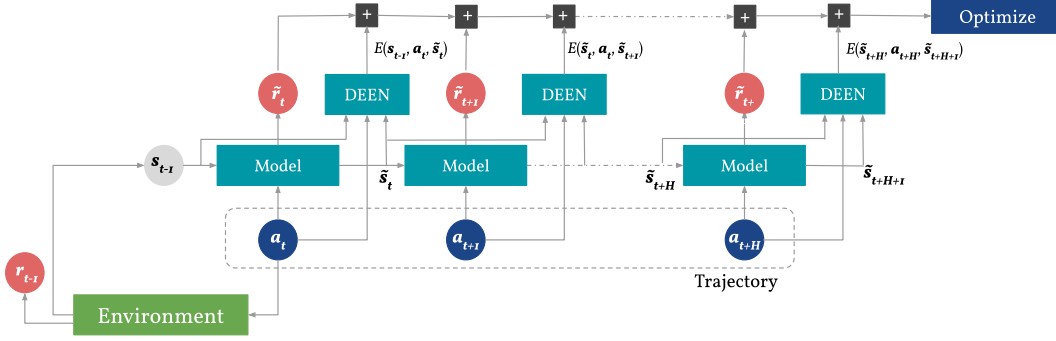 + + + + + + Optimize
E(s_{t-1}, a_t, s̃_t) E(s̃_t, a_t, s̃_{t+1}) E(s̃_{t+H}, a_{t+H}, s̃_{t+H+1})
r̃_t DEEN r̃_{t+1} DEEN r̃_{t+} DEEN
s_{t-1} Model s̃_t Model s̃_{t+H} Model s̃_{t+H+1}
a_t a_{t+1} a_{t+H}
r_{t-1} Trajectory
Environment